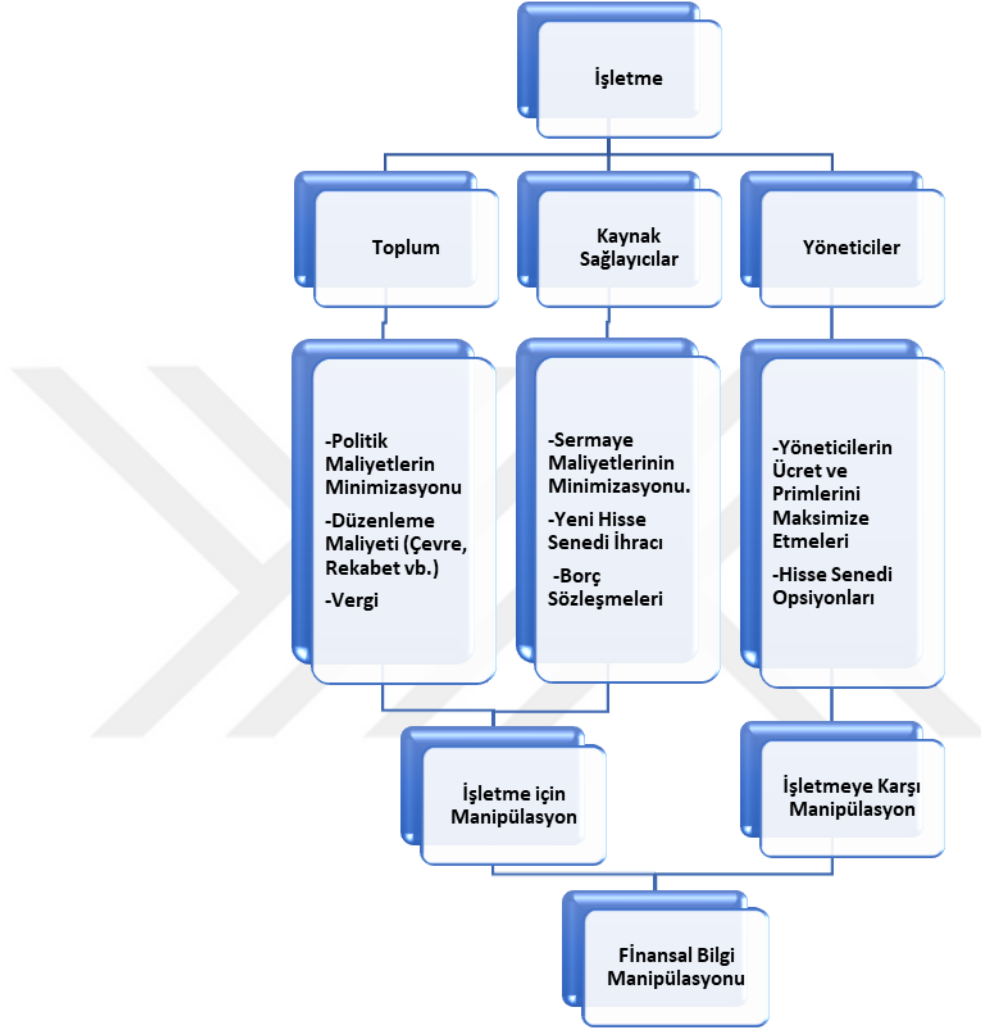 İşletme
Toplum
Kaynak
Sağlayıcılar
Yöneticiler
-Politik
Maliyetlerin
Minimizasyonu
-Düzenleme
Maliyeti (Çevre,
Rekabet vb.)
-Vergi
-Sermaye
Maliyetlerinin
Minimizasyonu.
-Yeni Hisse
Senedi İhracı
-Borç
Sözleşmeleri
-Yöneticilerin
Ücret ve
Primlerini
Maksimize
Etmeleri
-Hisse Senedi
Opsiyonları
İşletme için
Manipülasyon
İşletmeye Karşı
Manipülasyon
Fİnansal Bilgi
Manipülasyonu